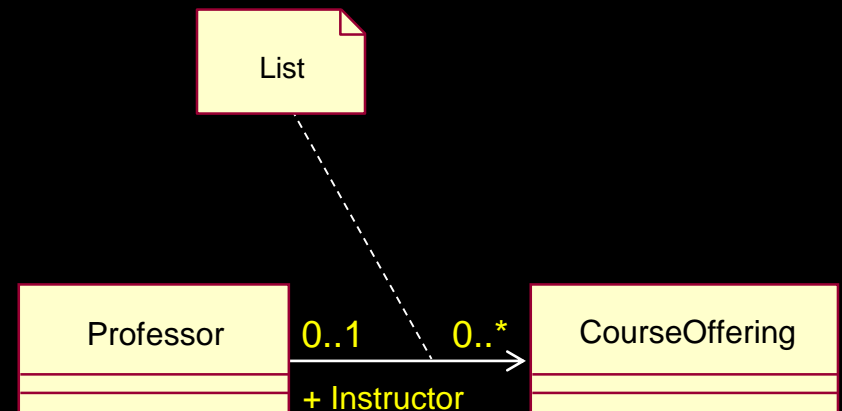 List
Professor
0..1
0..*
CourseOffering
+ Instructor